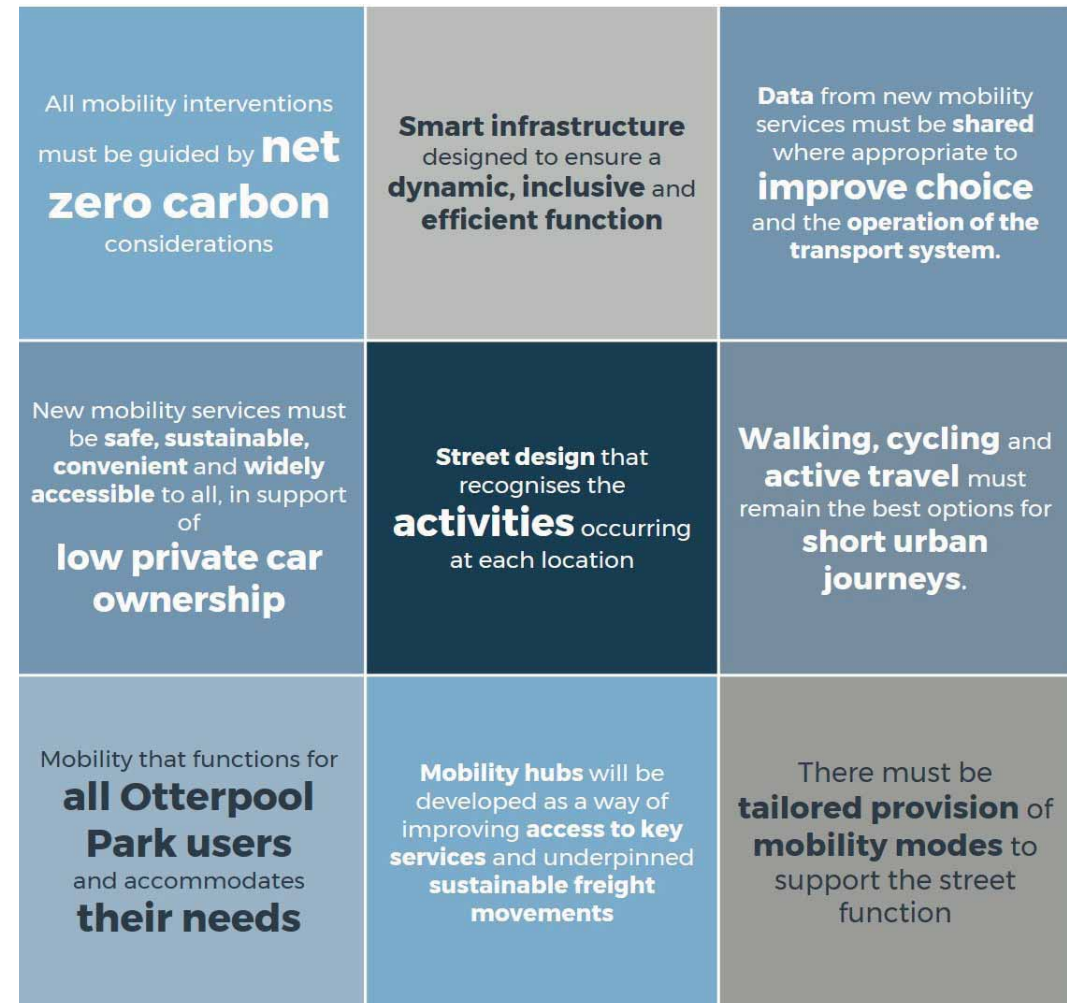 All mobility interventions
must be guided by net
zero carbon
considerations
Smart infrastructure
designed to ensure a
dynamic, inclusive and
efficient function
Data from new mobility
services must be shared
where appropriate to
improve choice
and the operation of the
transport system.
New mobility services must
be safe, sustainable,
convenient and widely
accessible to all, in support
of
low private car
ownership
Street design that
recognises the
activities occurring
at each location
Walking, cycling and
active travel must
remain the best options for
short urban
journeys.
Mobility that functions for
all Otterpool
Park users
and accommodates
their needs
Mobility hubs will be
developed as a way of
improving access to key
services and underpinned
sustainable freight
movements
There must be
tailored provision of
mobility modes to
support the street
function